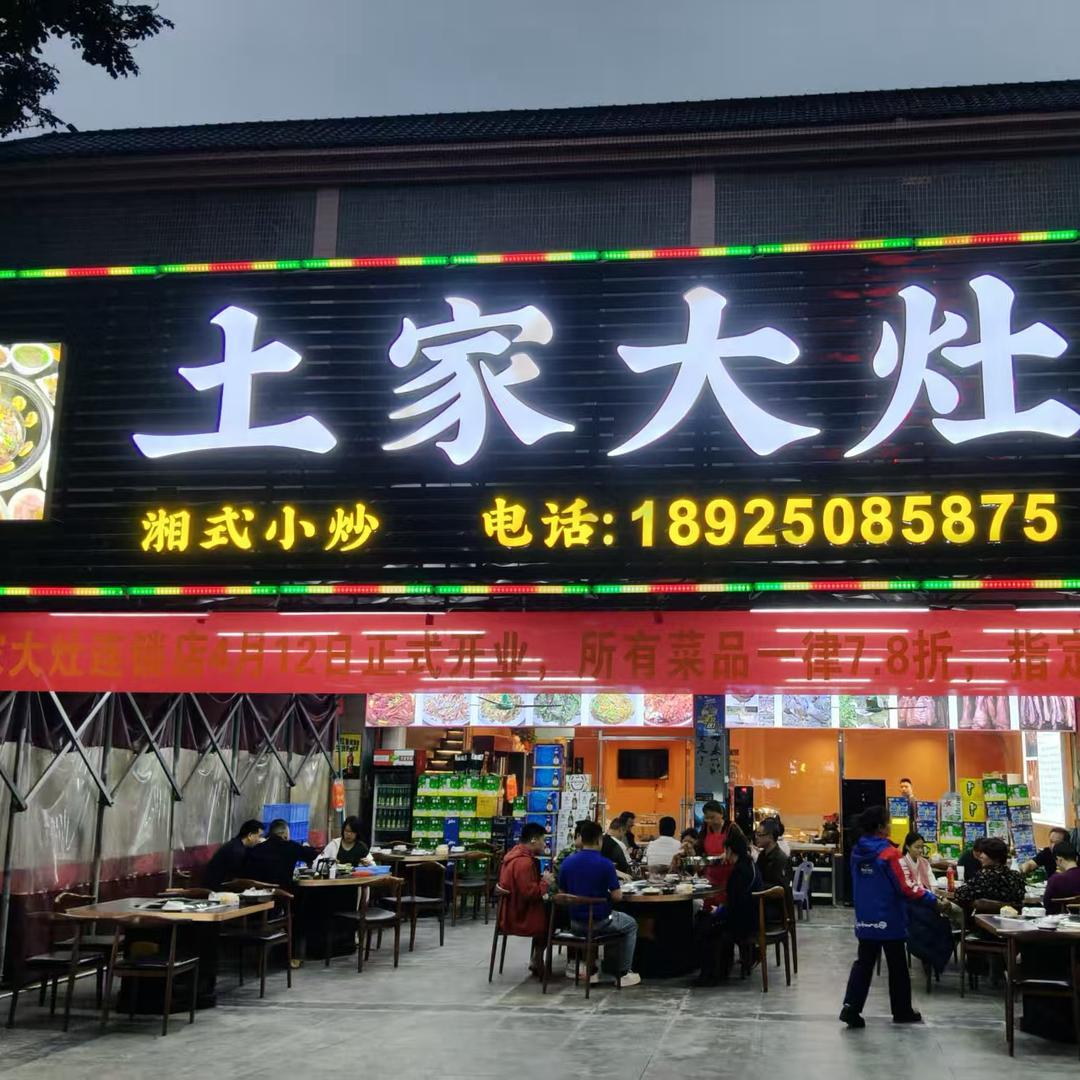 土家大灶
湘式小炒 电话:18925085875
家大灶连锁店4月12日正式开业，所有菜品一律7.8折，指定